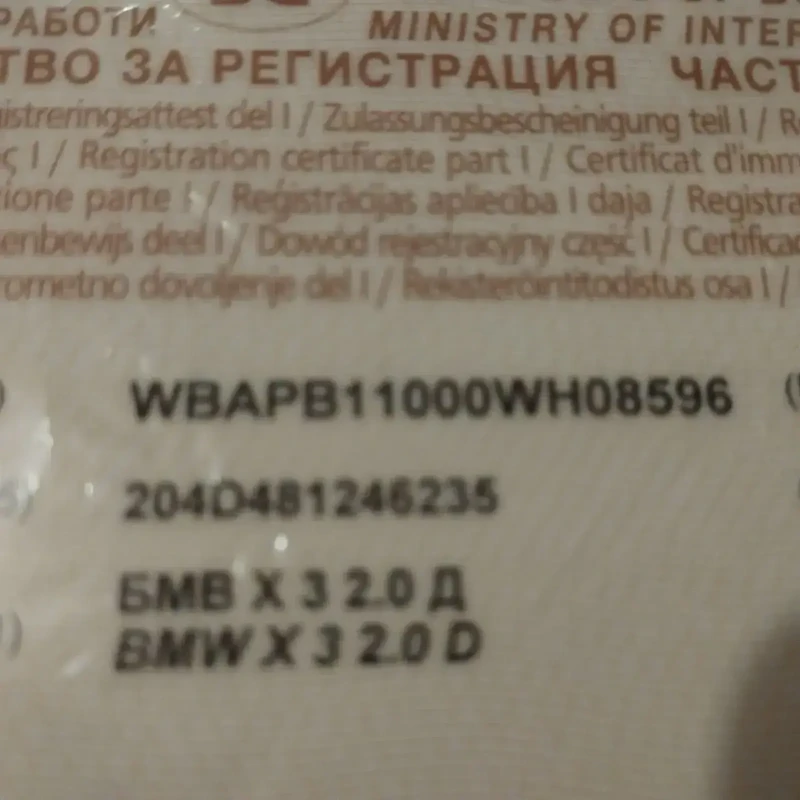 РАБОТИ
MINISTRY OF INTER
ТВО ЗА РЕГИСТРАЦИЯ ЧАСТ
istreringsattest del I / Zulassungsbescheinigung teil I / R
ς I / Registration certificate part I / Certificat d'imm
ione parte I / Reģistrācijas apliecība I daja / Registra
enbewijs deel I / Dowód rejestracyjny część I / Certificad
rometno dovoljenje del I / Rekisteröintitodistus osa I /
WBAPB11000WH08596
204D481246235
БМВ X 3 2.0 Д
BMW X 3 2.0 D